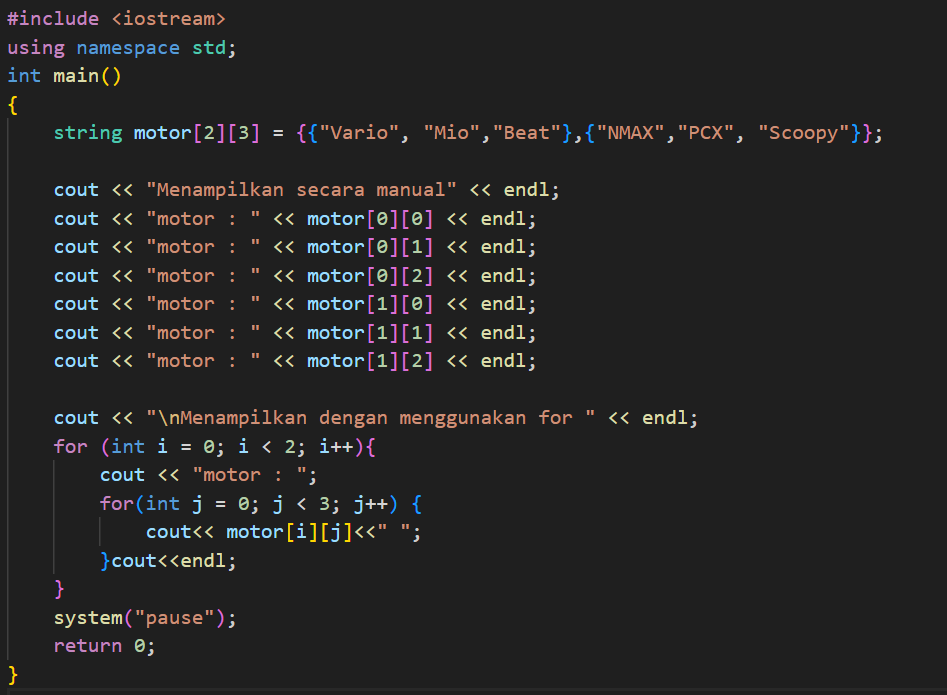 #include <iostream>
using namespace std;
int main()
{
    string motor[2][3] = {{"Vario", "Mio","Beat"},{"NMAX","PCX", "Scoopy"}};

    cout << "Menampilkan secara manual" << endl;
    cout << "motor : " << motor[0][0] << endl;
    cout << "motor : " << motor[0][1] << endl;
    cout << "motor : " << motor[0][2] << endl;
    cout << "motor : " << motor[1][0] << endl;
    cout << "motor : " << motor[1][1] << endl;
    cout << "motor : " << motor[1][2] << endl;

    cout << "\nMenampilkan dengan menggunakan for " << endl;
    for (int i = 0; i < 2; i++){
        cout << "motor : ";
        for(int j = 0; j < 3; j++) {
            cout<< motor[i][j]<<" ";
        }cout<<endl;
    }
    system("pause");
    return 0;
}